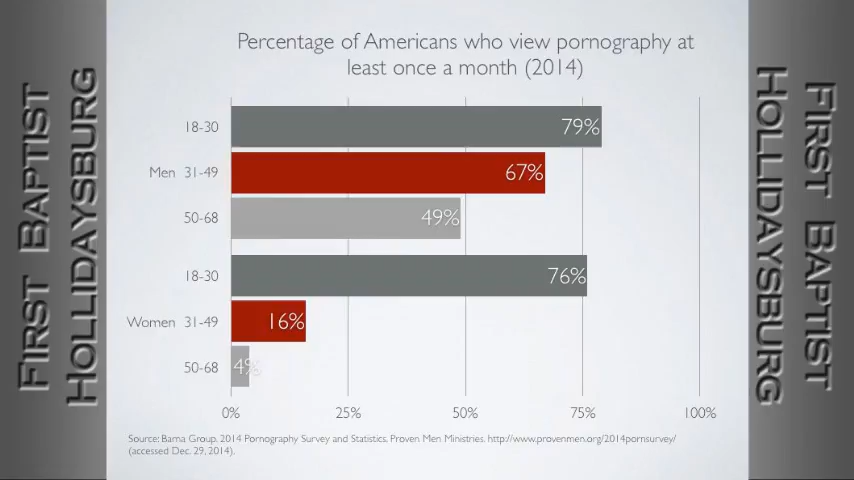 FIRST BAPTIST
HOLLIDAYSBURG
Percentage of Americans who view pornography at
least once a month (2014)
18-30
79%
Men 31-49
67%
50-68
49%
18-30
76%
Women 31-49
16%
50-68
4%
0% 25% 50% 75% 100%
Source: Barna Group. 2014 Pornography Survey and Statistics. Proven Men Ministries. http://www.provenmen.org/2014pornsurvey/
(accessed Dec. 29, 2014).
FIRST BAPTIST
HOLLIDAYSBURG